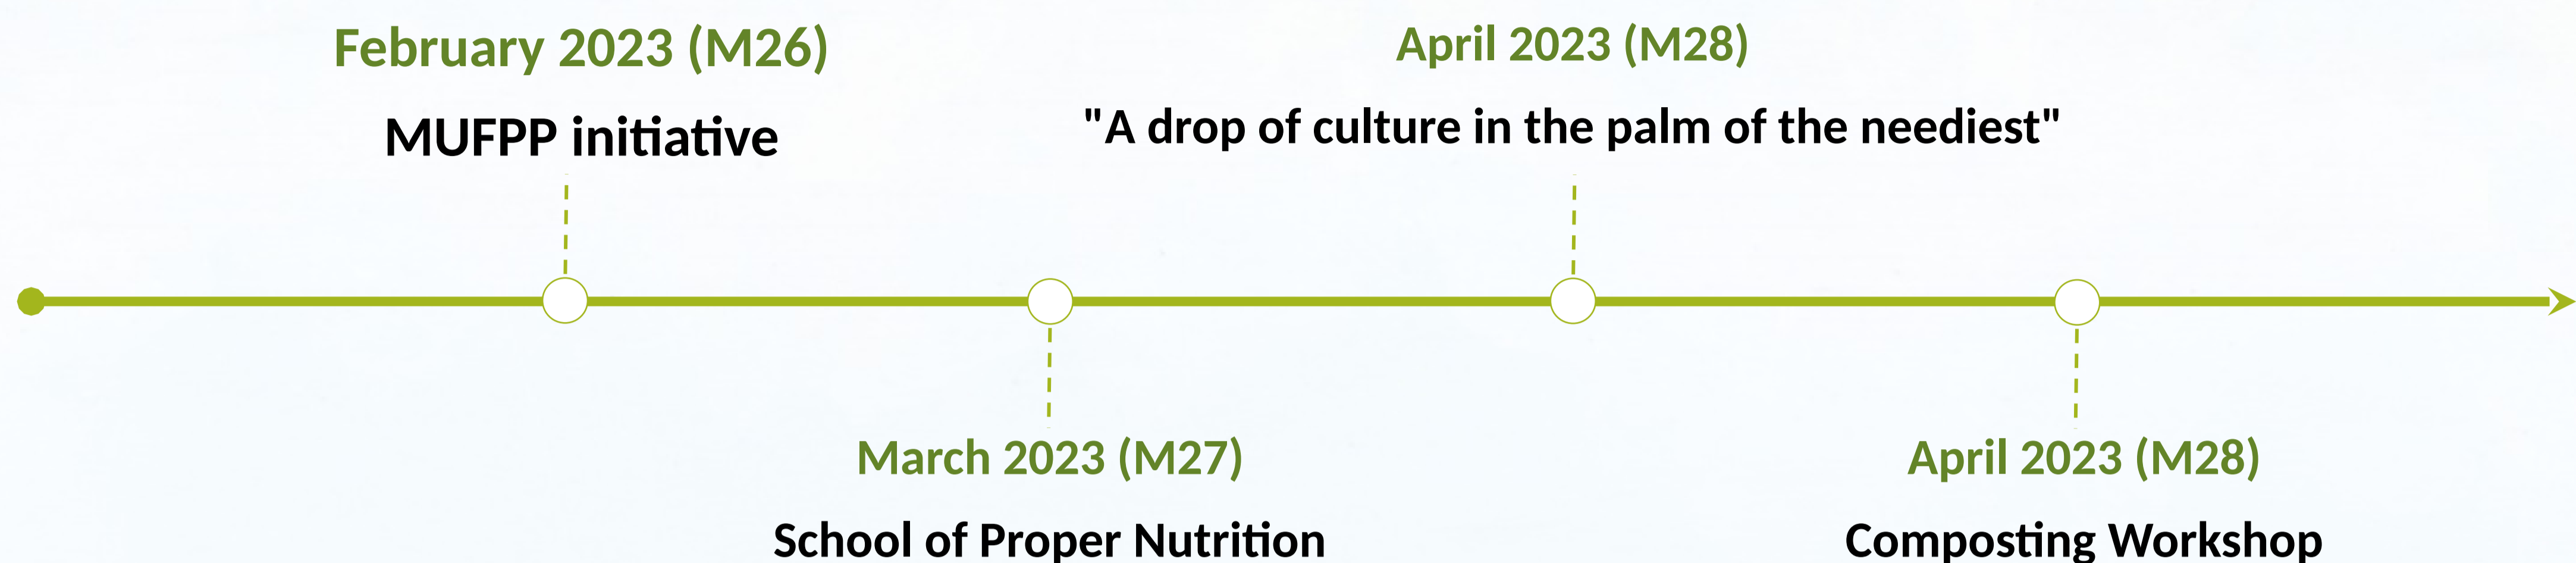 February 2023 (M26)
MUFPP initiative
April 2023 (M28)
"A drop of culture in the palm of the neediest"
March 2023 (M27)
School of Proper Nutrition
April 2023 (M28)
Composting Workshop